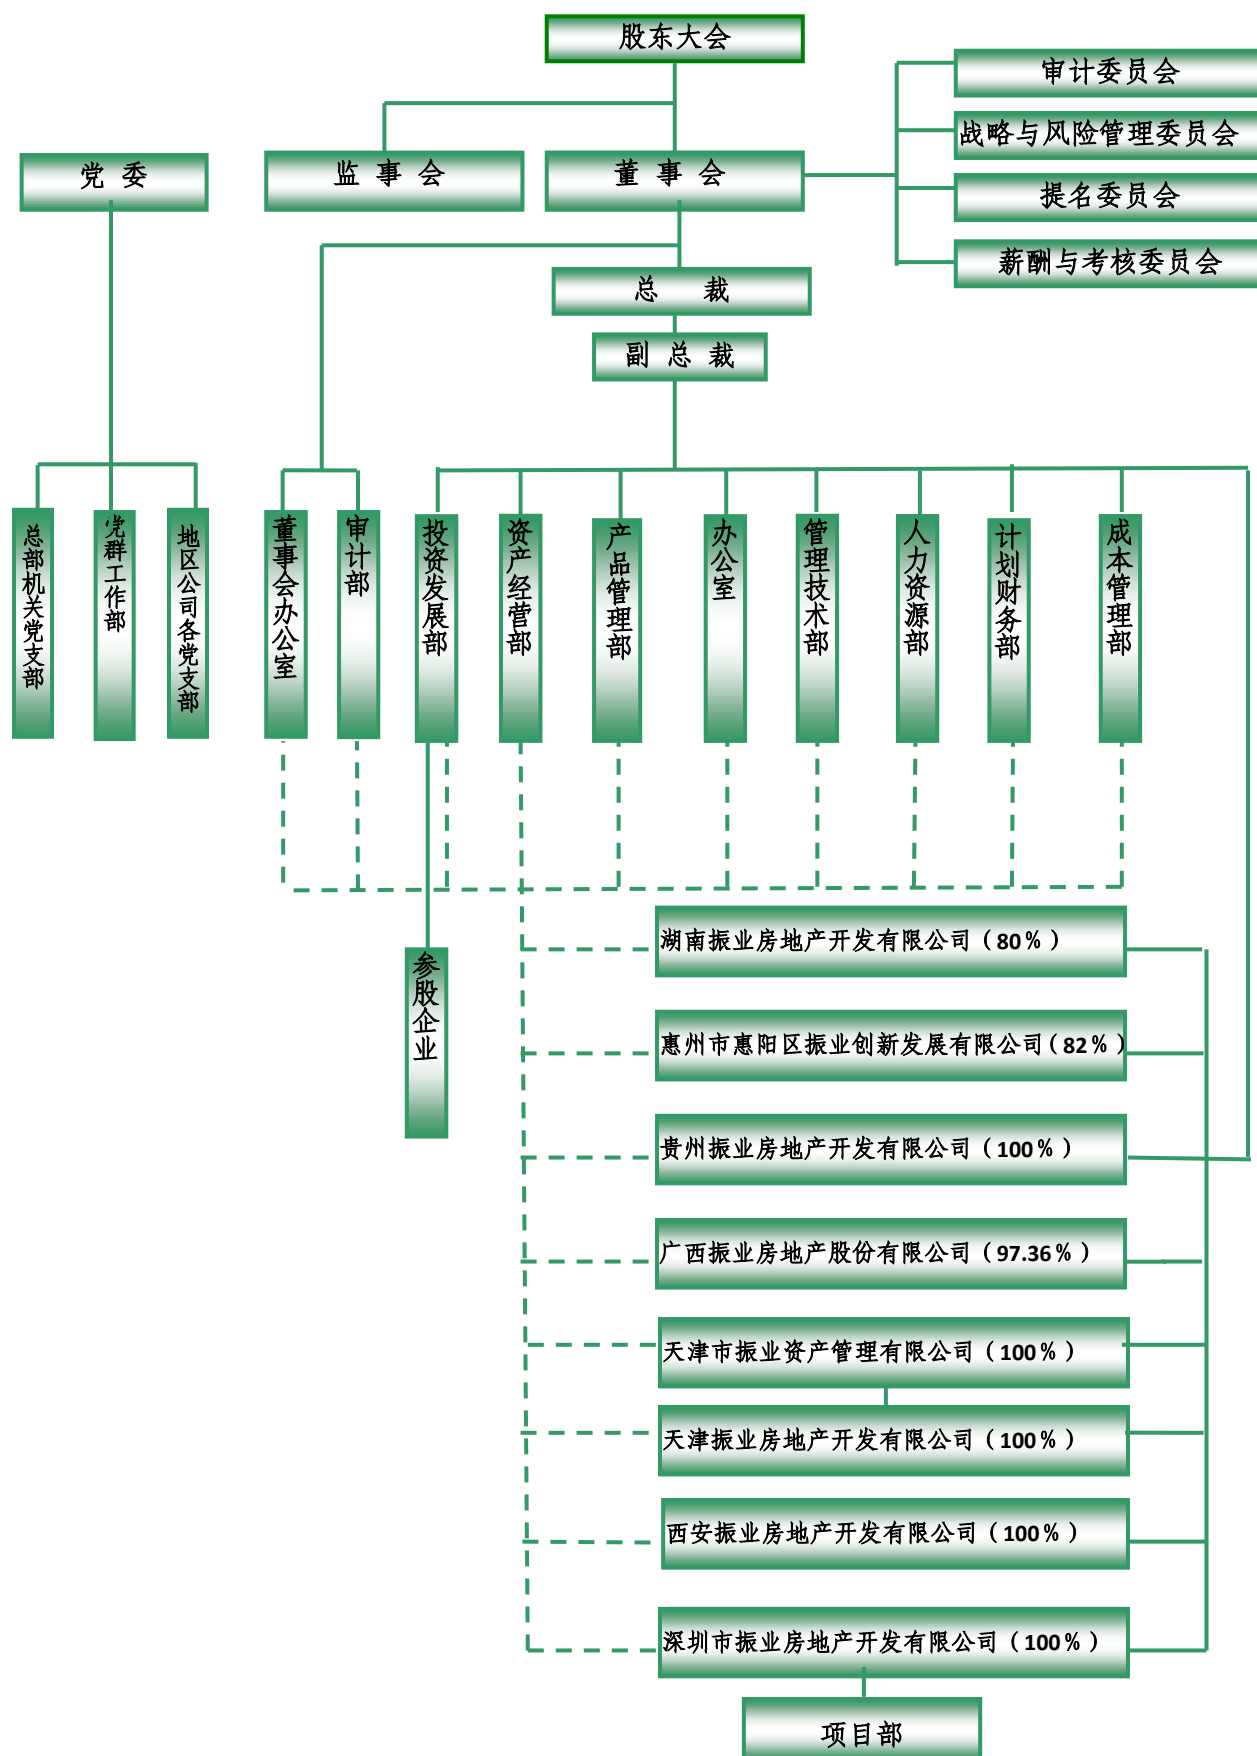 股东大会
审计委员会
战略与风险管理委员会
党 委
监 事 会
董 事 会
提名委员会
薪酬与考核委员会
总 裁
副 总 裁
总部机关党支部
党群工作部
地区公司各党支部
董事会办公室
审计部
投资发展部
资产经营部
产品管理部
办公室
管理技术部
人力资源部
计划财务部
成本管理部
参股企业
湖南振业房地产开发有限公司（80％）
惠州市惠阳区振业创新发展有限公司（82％）
贵州振业房地产开发有限公司（100％）
广西振业房地产股份有限公司（97.36％）
天津市振业资产管理有限公司（100％）
天津振业房地产开发有限公司（100％）
西安振业房地产开发有限公司（100％）
深圳市振业房地产开发有限公司（100％）
项目部